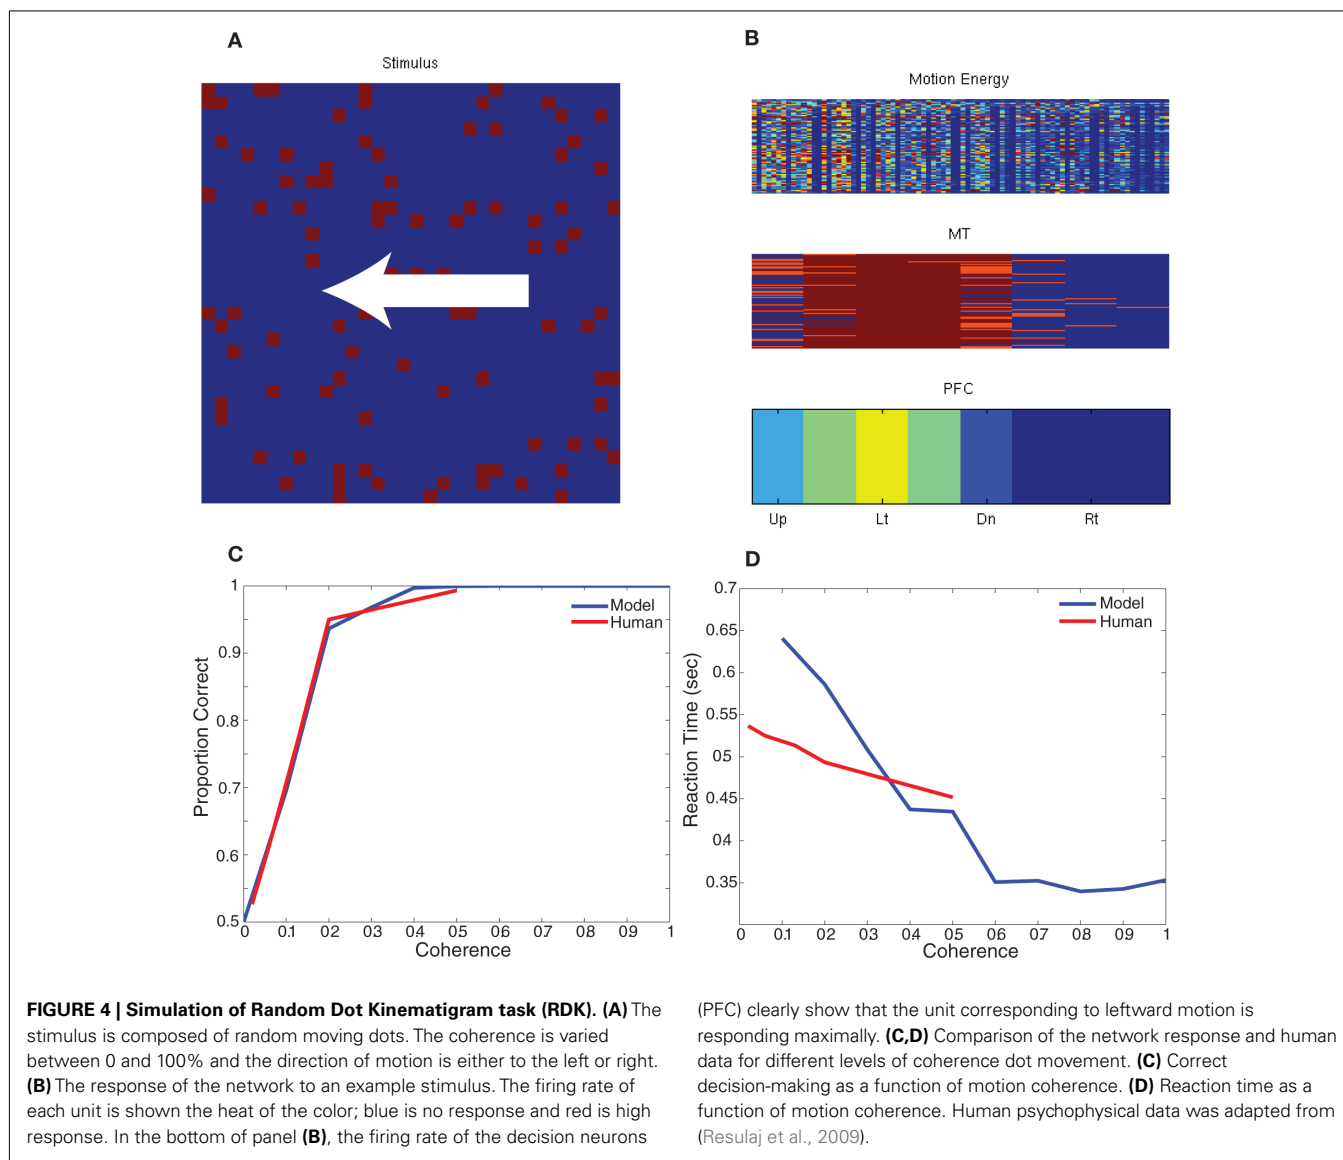 A
Stimulus
B
Motion Energy
MT
PFC
Up Lt Dn Rt
C
1
0.9
0.8
0.7
0.6
0.5
Proportion Correct
Model
Human
0 0.1 0.2 0.3 0.4 0.5 0.6 0.7 0.8 0.9 1
Coherence
D
0.7
0.65
0.6
0.55
0.5
0.45
0.4
0.35
Reaction Time (sec)
Model
Human
0 0.1 0.2 0.3 0.4 0.5 0.6 0.7 0.8 0.9 1
Coherence
FIGURE 4 | Simulation of Random Dot Kinematigram task (RDK). (A) The
stimulus is composed of random moving dots. The coherence is varied
between 0 and 100% and the direction of motion is either to the left or right.
(B) The response of the network to an example stimulus. The firing rate of
each unit is shown the heat of the color; blue is no response and red is high
response. In the bottom of panel (B), the firing rate of the decision neurons
(PFC) clearly show that the unit corresponding to leftward motion is
responding maximally. (C,D) Comparison of the network response and human
data for different levels of coherence dot movement. (C) Correct
decision-making as a function of motion coherence. (D) Reaction time as a
function of motion coherence. Human psychophysical data was adapted from
(Resulaj et al., 2009).